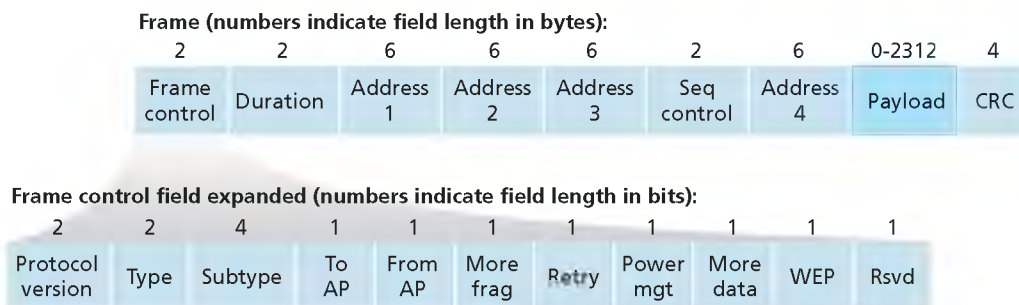 Frame (numbers indicate field length in bytes):
2 2 6 6 6 2 6 0-2312 4
Frame control Duration Address 1 Address 2 Address 3 Seq control Address 4 Payload CRC
Frame control field expanded (numbers indicate field length in bits):
2 2 4 1 1 1 1 1 1 1 1
Protocol version Type Subtype To AP From AP More frag Retry Power mgt More data WEP Rsvd